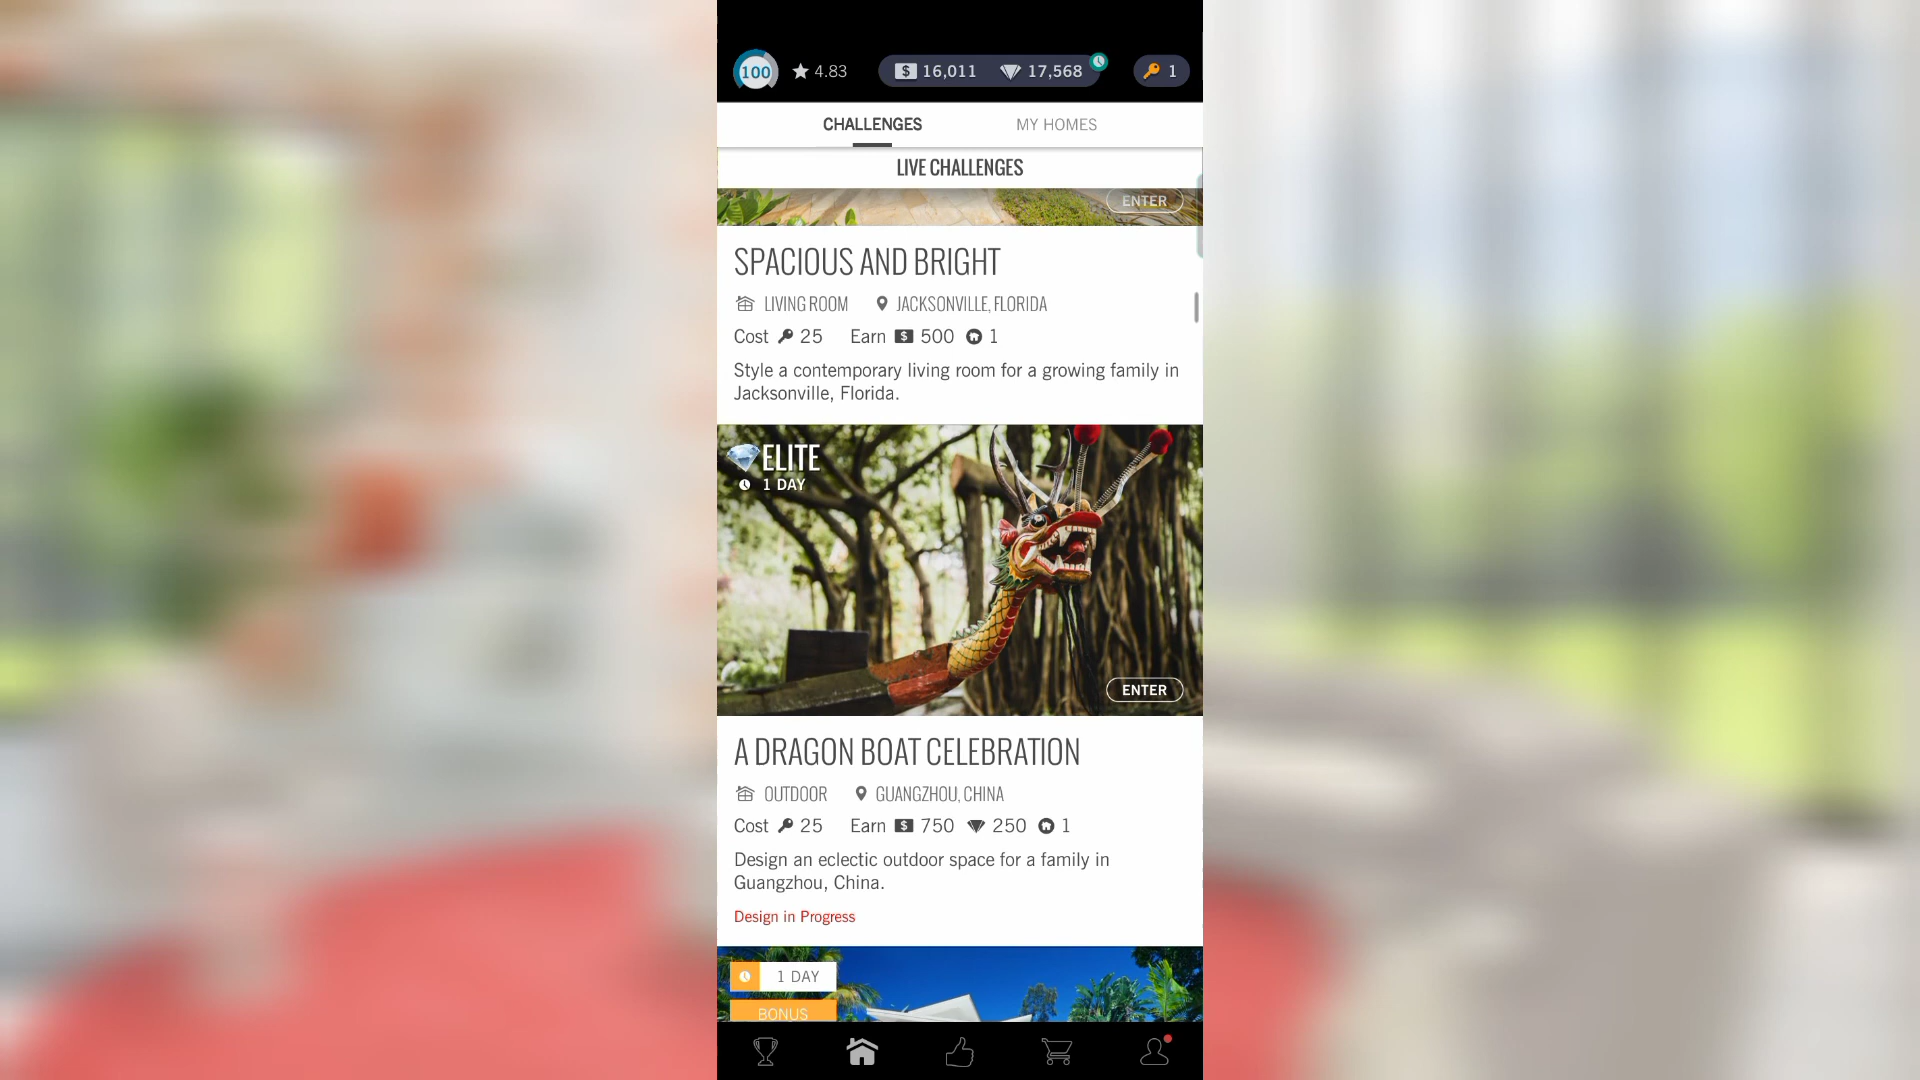 100 4.83 $ 16,011 17,568 1
CHALLENGES MY HOMES
LIVE CHALLENGES
ENTER
SPACIOUS AND BRIGHT
LIVING ROOM JACKSONVILLE, FLORIDA
Cost 25 Earn $ 500 1
Style a contemporary living room for a growing family in
Jacksonville, Florida.
ELITE
1 DAY
ENTER
A DRAGON BOAT CELEBRATION
OUTDOOR GUANGZHOU, CHINA
Cost 25 Earn $ 750 250 1
Design an eclectic outdoor space for a family in
Guangzhou, China.
Design in Progress
1 DAY
BONUS